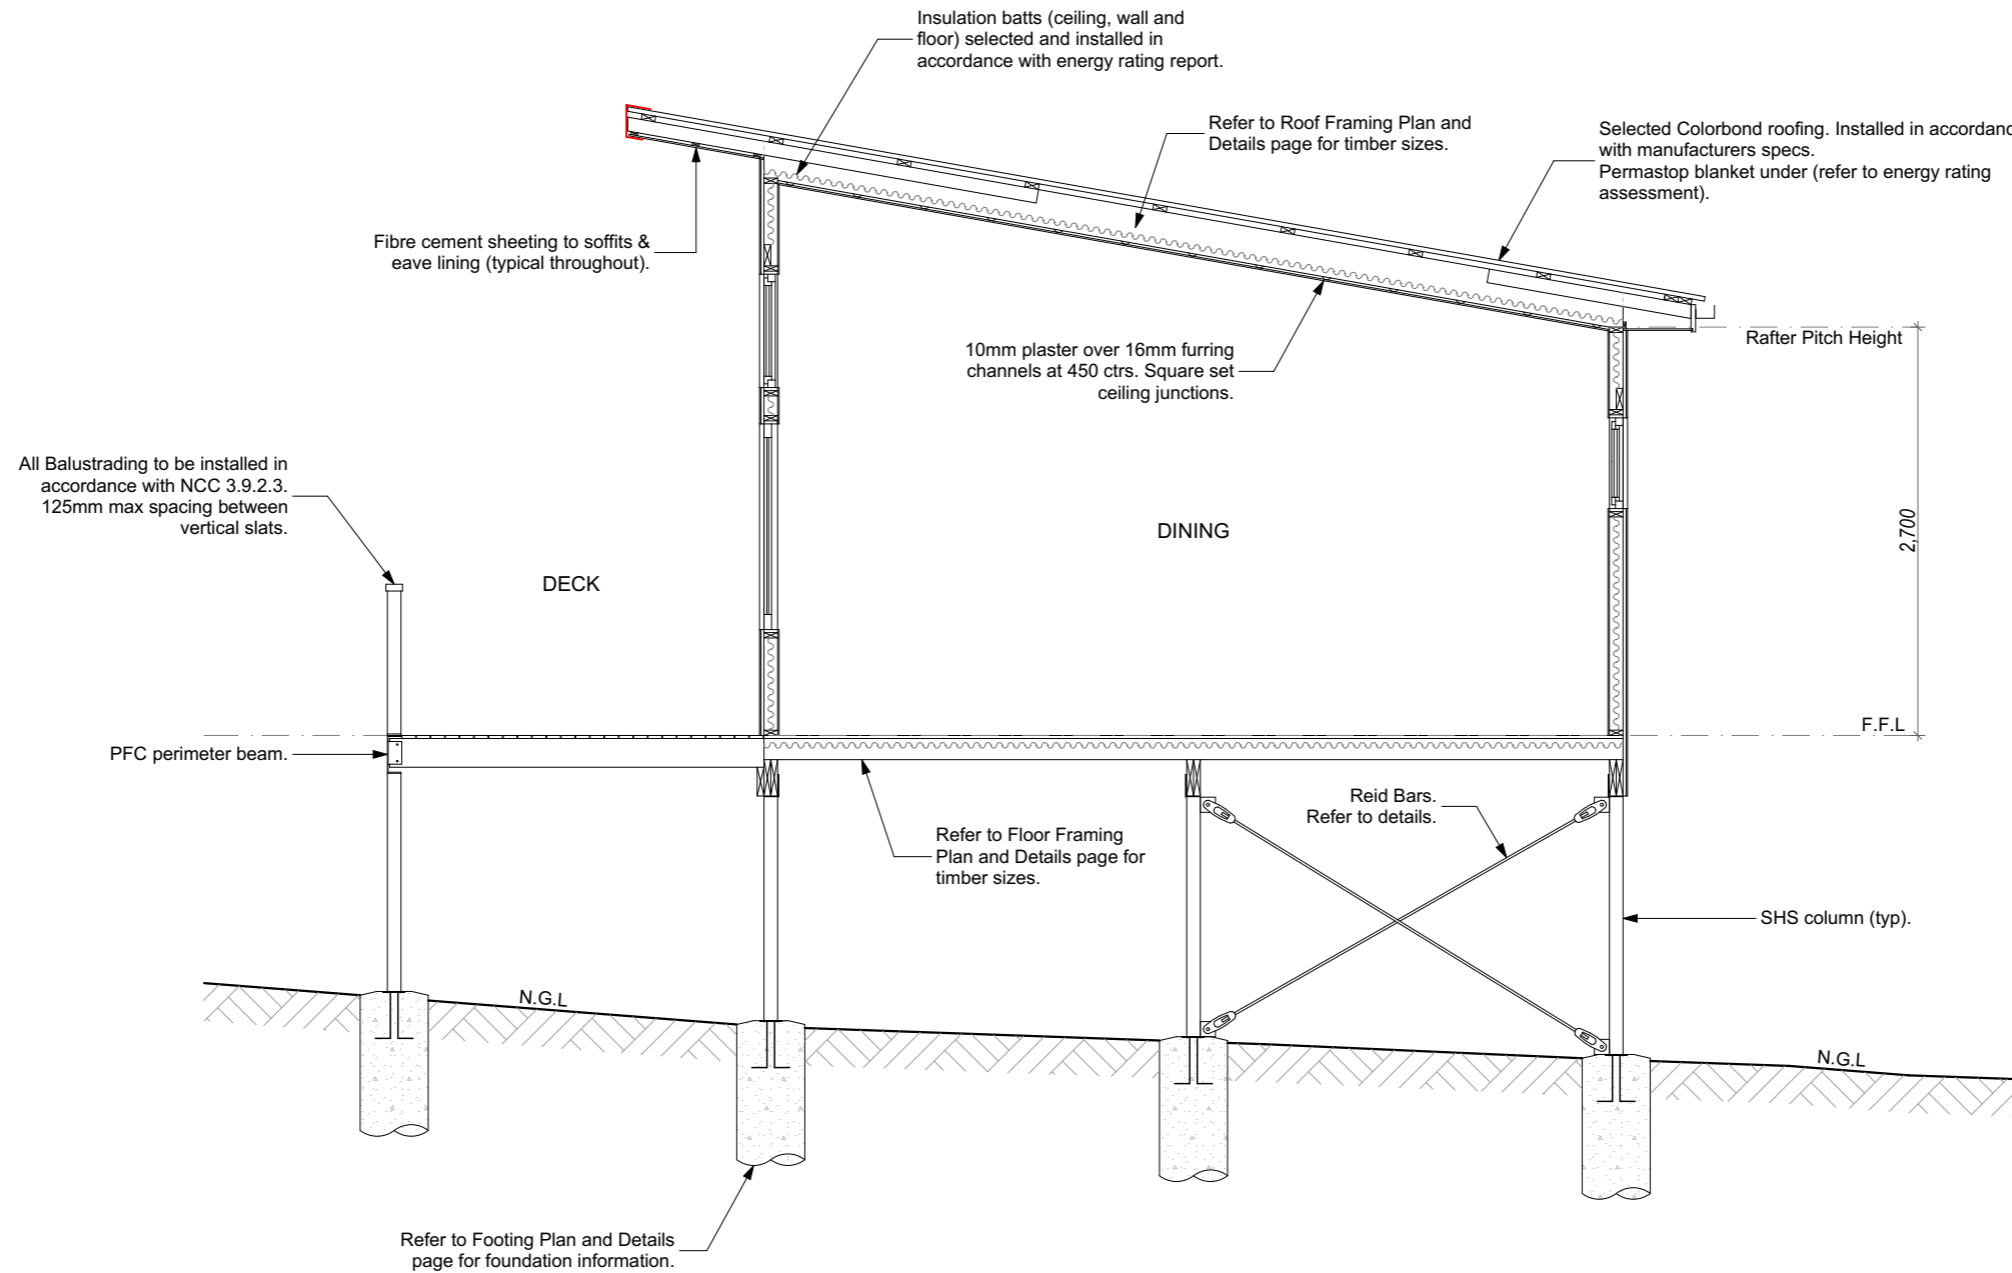 Insulation batts (ceiling, wall and
floor) selected and installed in
accordance with energy rating report.
Refer to Roof Framing Plan and
Details page for timber sizes.
Selected Colorbond roofing. Installed in accordanc
with manufacturers specs.
Permastop blanket under (refer to energy rating
assessment).
Fibre cement sheeting to soffits &
eave lining (typical throughout).
Rafter Pitch Height
10mm plaster over 16mm furring
channels at 450 ctrs. Square set
ceiling junctions.
All Balustrading to be installed in
accordance with NCC 3.9.2.3.
125mm max spacing between
vertical slats.
DINING
2,700
DECK
F.F.L
PFC perimeter beam.
Reid Bars.
Refer to details.
Refer to Floor Framing
Plan and Details page for
timber sizes.
SHS column (typ).
N.G.L
N.G.L
Refer to Footing Plan and Details
page for foundation information.